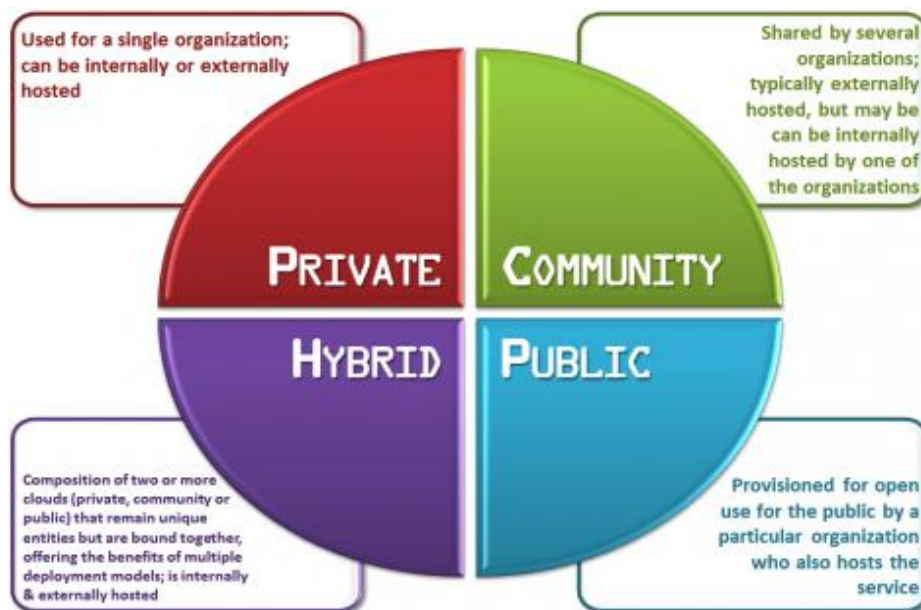 Used for a single organization;
can be internally or externally
hosted
Shared by several
organizations;
typically externally
hosted, but may be
can be internally
hosted by one of
the organizations
PRIVATE
COMMUNITY
HYBRID
PUBLIC
Composition of two or more
clouds (private, community or
public) that remain unique
entities but are bound together,
offering the benefits of multiple
deployment models; is internally
& externally hosted
Provisioned for open
use for the public by a
particular organization
who also hosts the
service